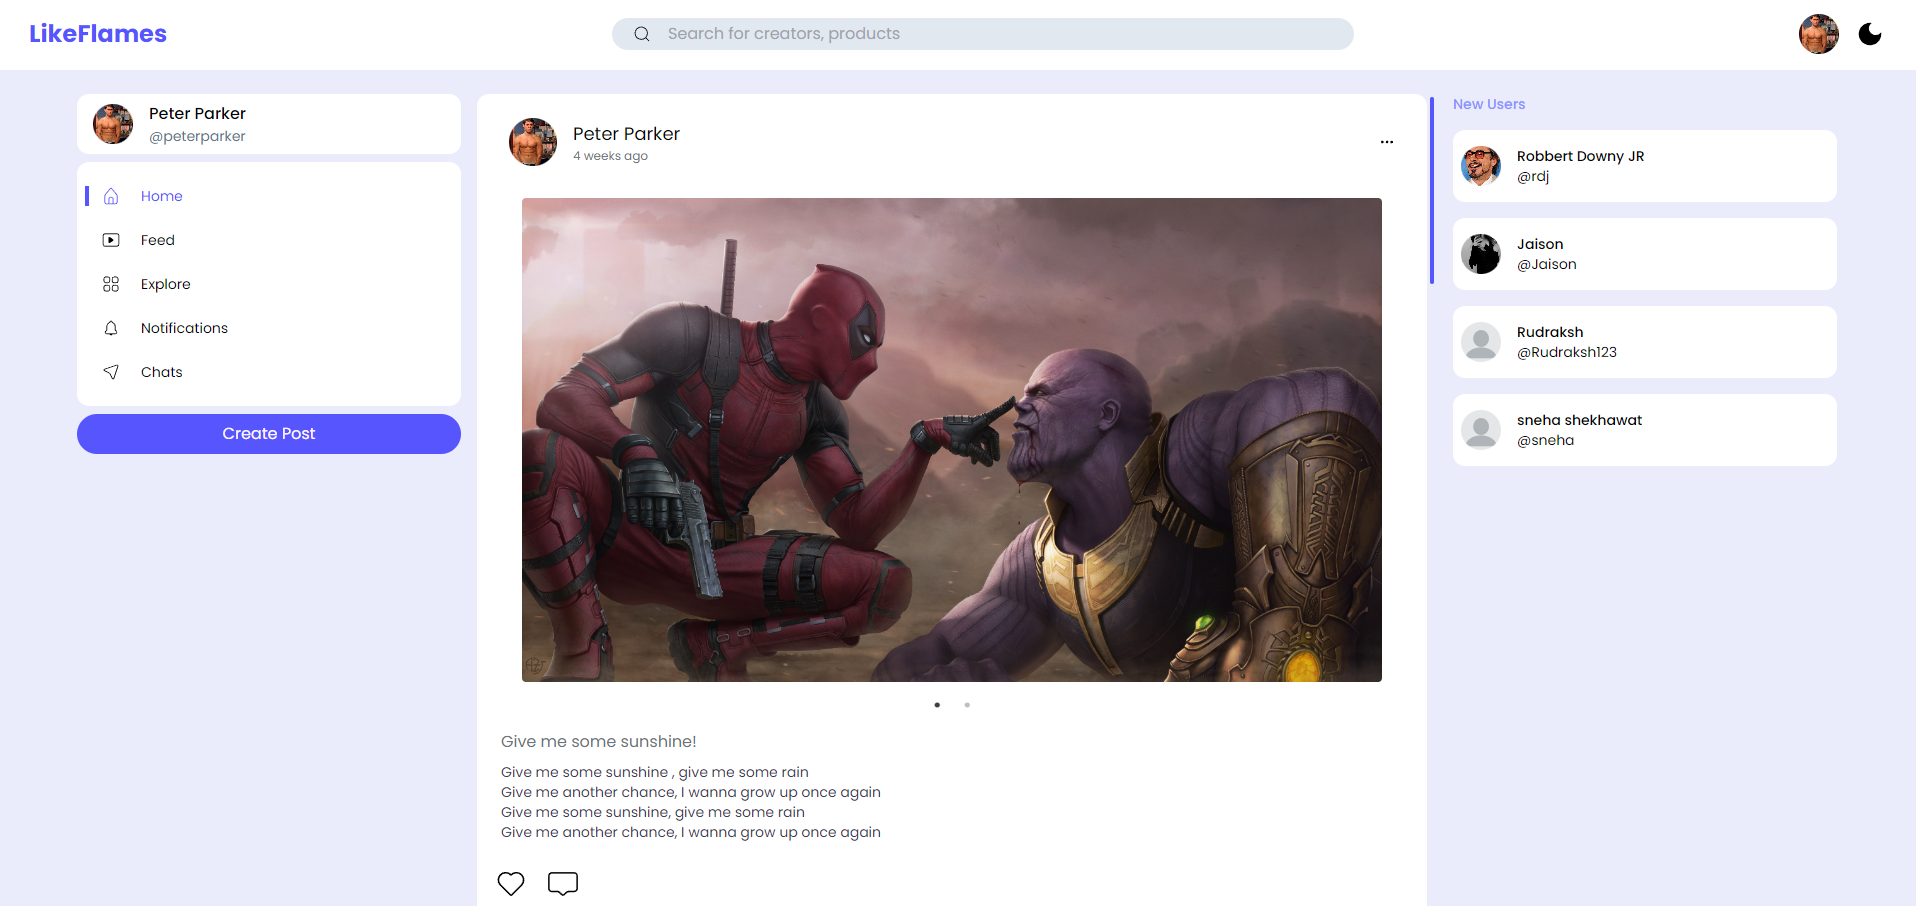 LikeFlames
Search for creators, products
Peter Parker
@peterparker
Home
Feed
Explore
Notifications
Chats
Create Post
Peter Parker
4 weeks ago
Give me some sunshine!
Give me some sunshine , give me some rain
Give me another chance, I wanna grow up once again
Give me some sunshine, give me some rain
Give me another chance, I wanna grow up once again
New Users
Robbert Downy JR
@rdj
Jaison
@Jaison
Rudraksh
@Rudraksh123
sneha shekhawat
@sneha